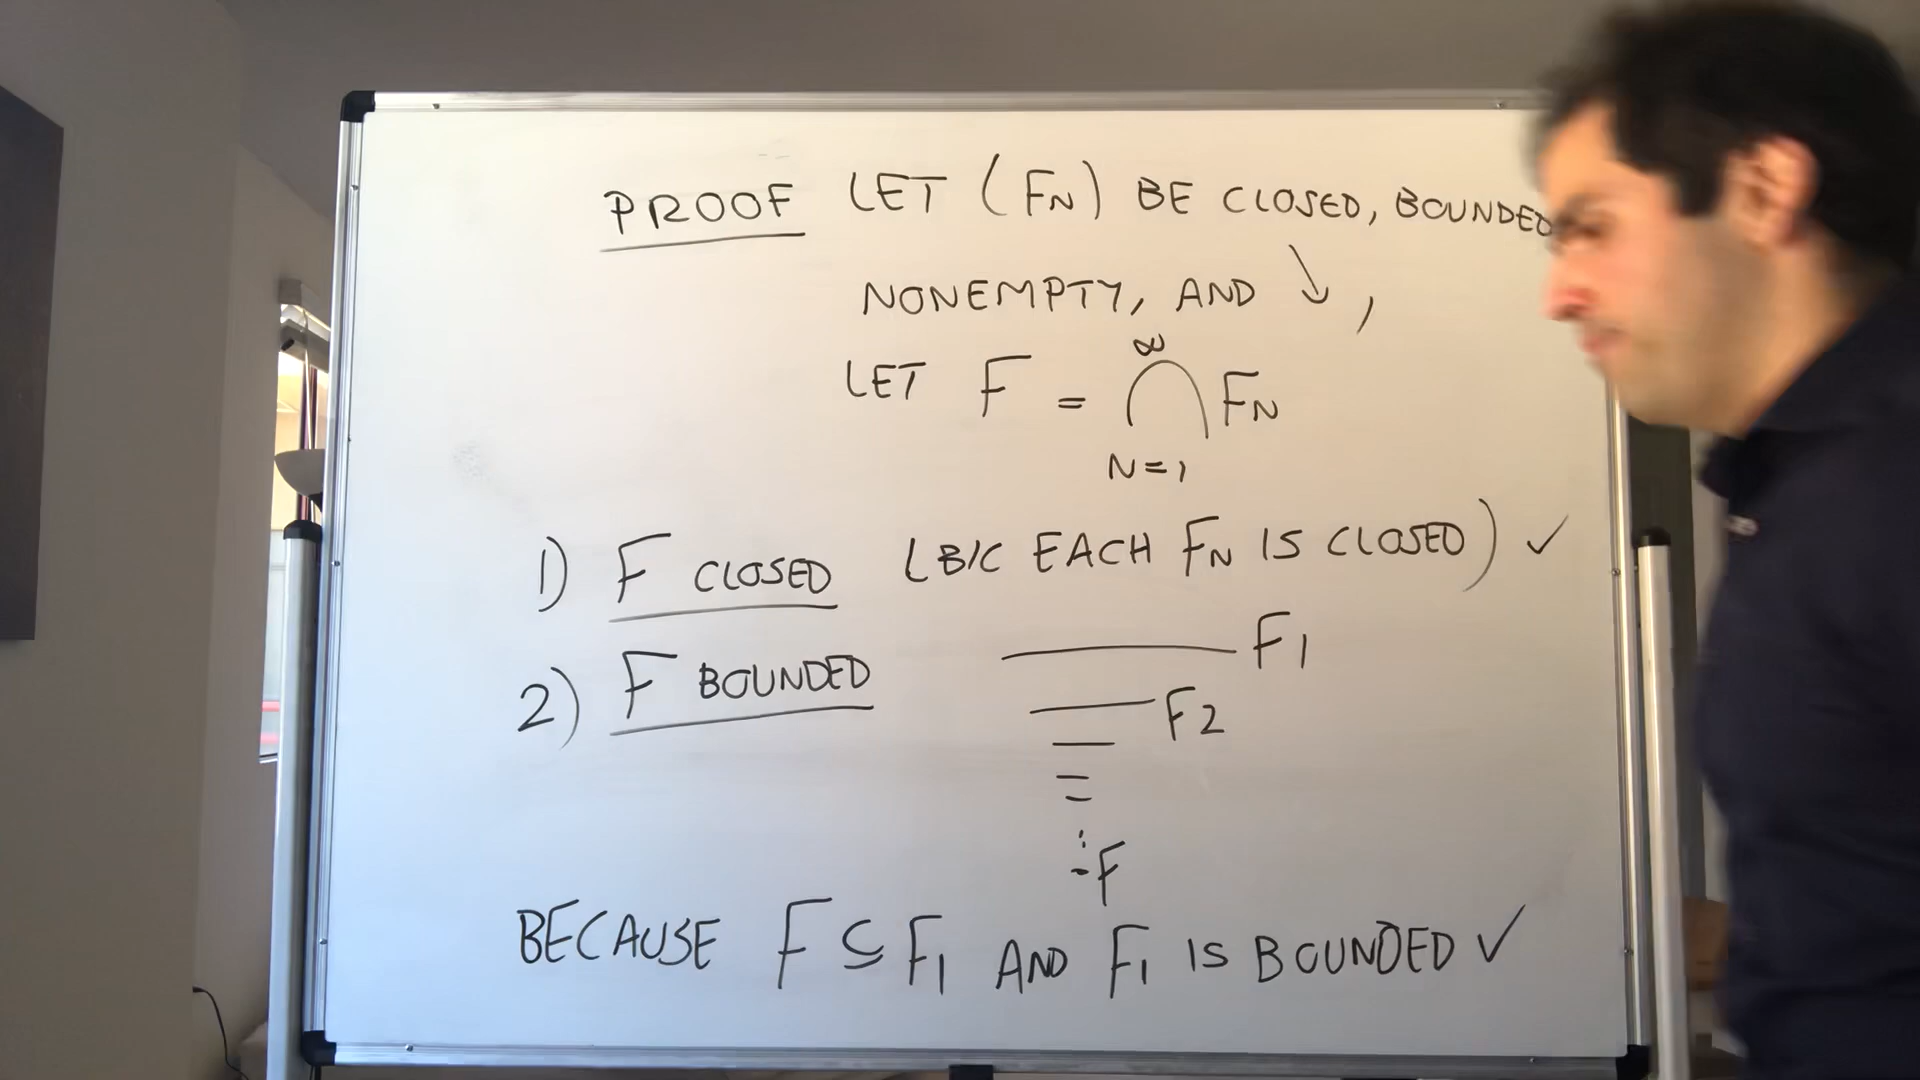 PROOF LET (FN) BE CLOSED, BOUNDED
NONEMPTY, AND ↘,
LET F = ∞ ⋂ N=1 FN
1) F CLOSED (B/C EACH FN IS CLOSED) ✓
2) F BOUNDED
F1
F2
⋮
F
BECAUSE F ⊆ F1 AND F1 IS BOUNDED ✓